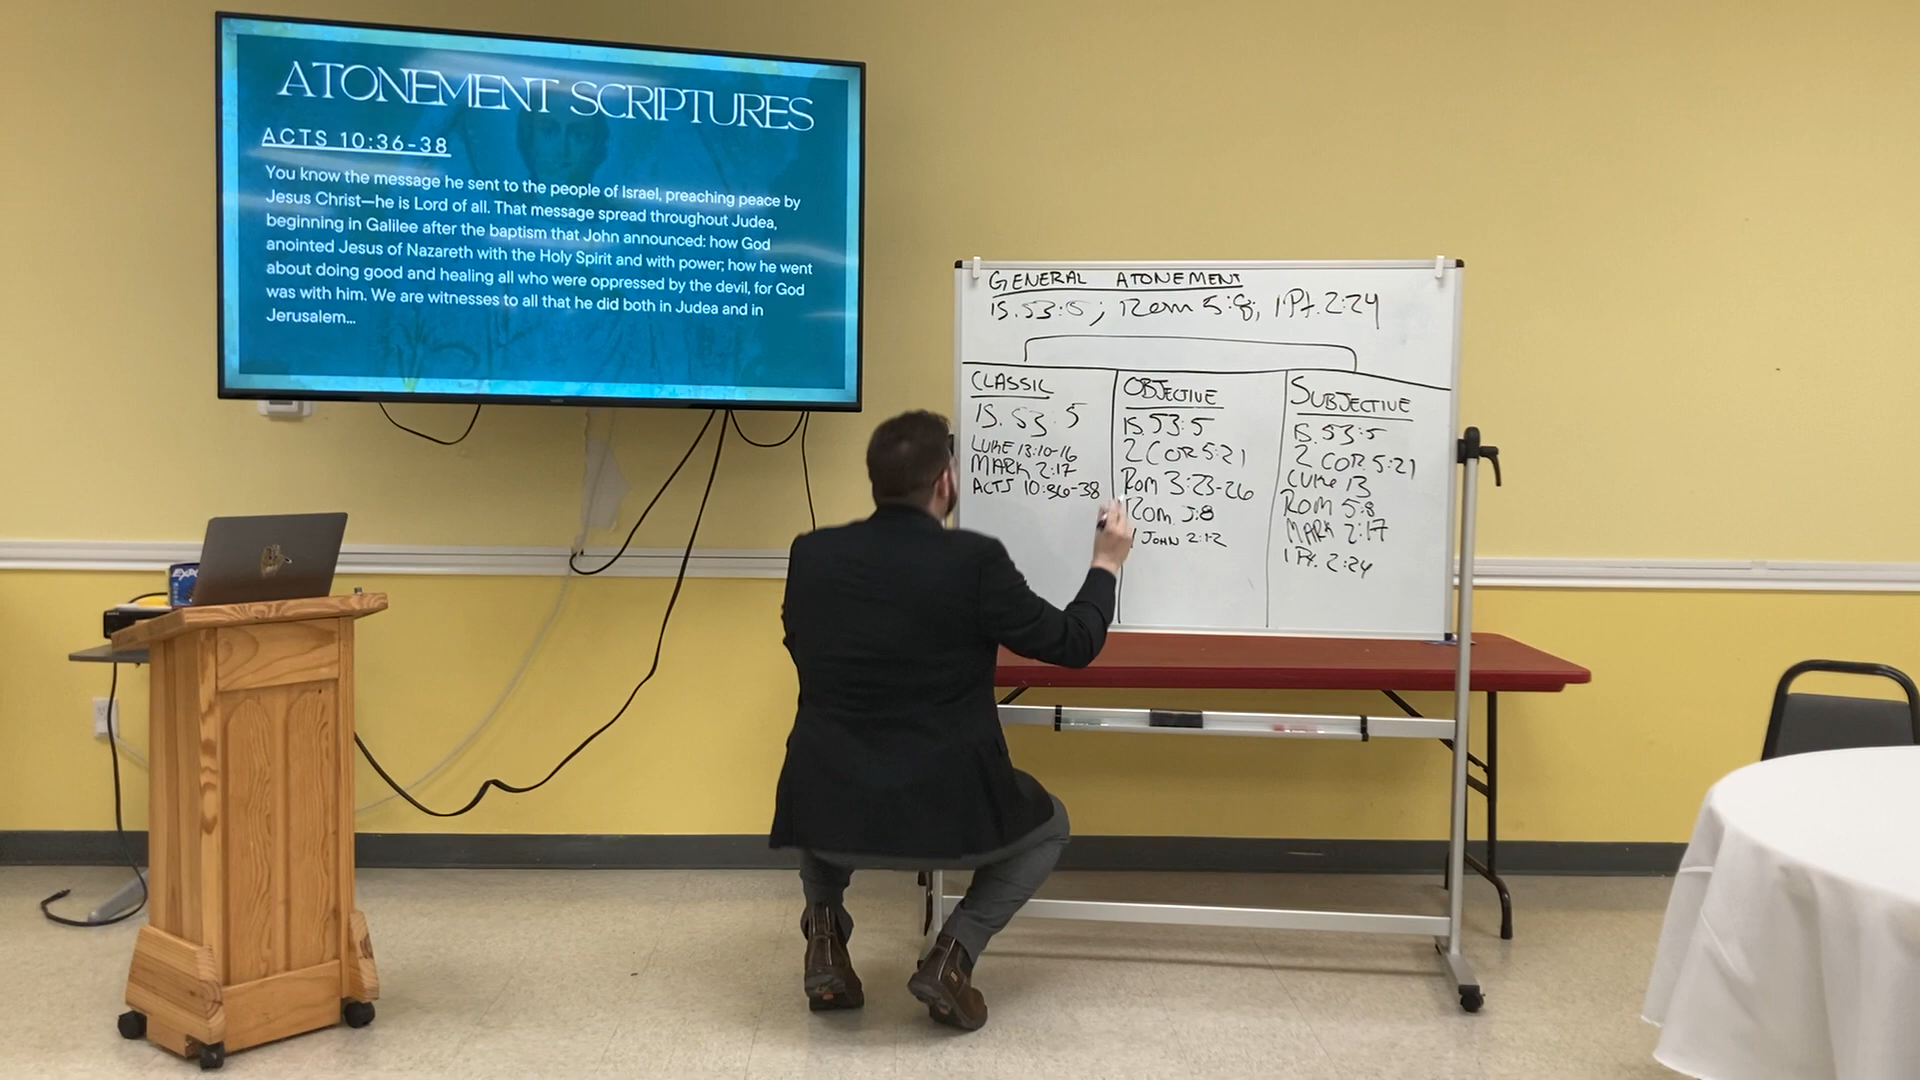 ATONEMENT SCRIPTURES
ACTS 10:36-38
You know the message he sent to the people of Israel, preaching peace by
Jesus Christ—he is Lord of all. That message spread throughout Judea,
beginning in Galilee after the baptism that John announced: how God
anointed Jesus of Nazareth with the Holy Spirit and with power; how he went
about doing good and healing all who were oppressed by the devil, for God
was with him. We are witnesses to all that he did both in Judea and in
Jerusalem...
GENERAL ATONEMENT
IS. 53:5; Rom 5:8; 1 Pt. 2:24
CLASSIC
IS. 53:5
LUKE 13:10-16
MARK 2:17
ACTS 10:36-38
OBJECTIVE
IS. 53:5
2 COR 5:21
Rom 3:23-26
Rom 5:8
1 JOHN 2:1-2
SUBJECTIVE
IS. 53:5
2 COR. 5:21
LUKE 13
ROM 5:8
MARK 2:17
1 Pt. 2:24